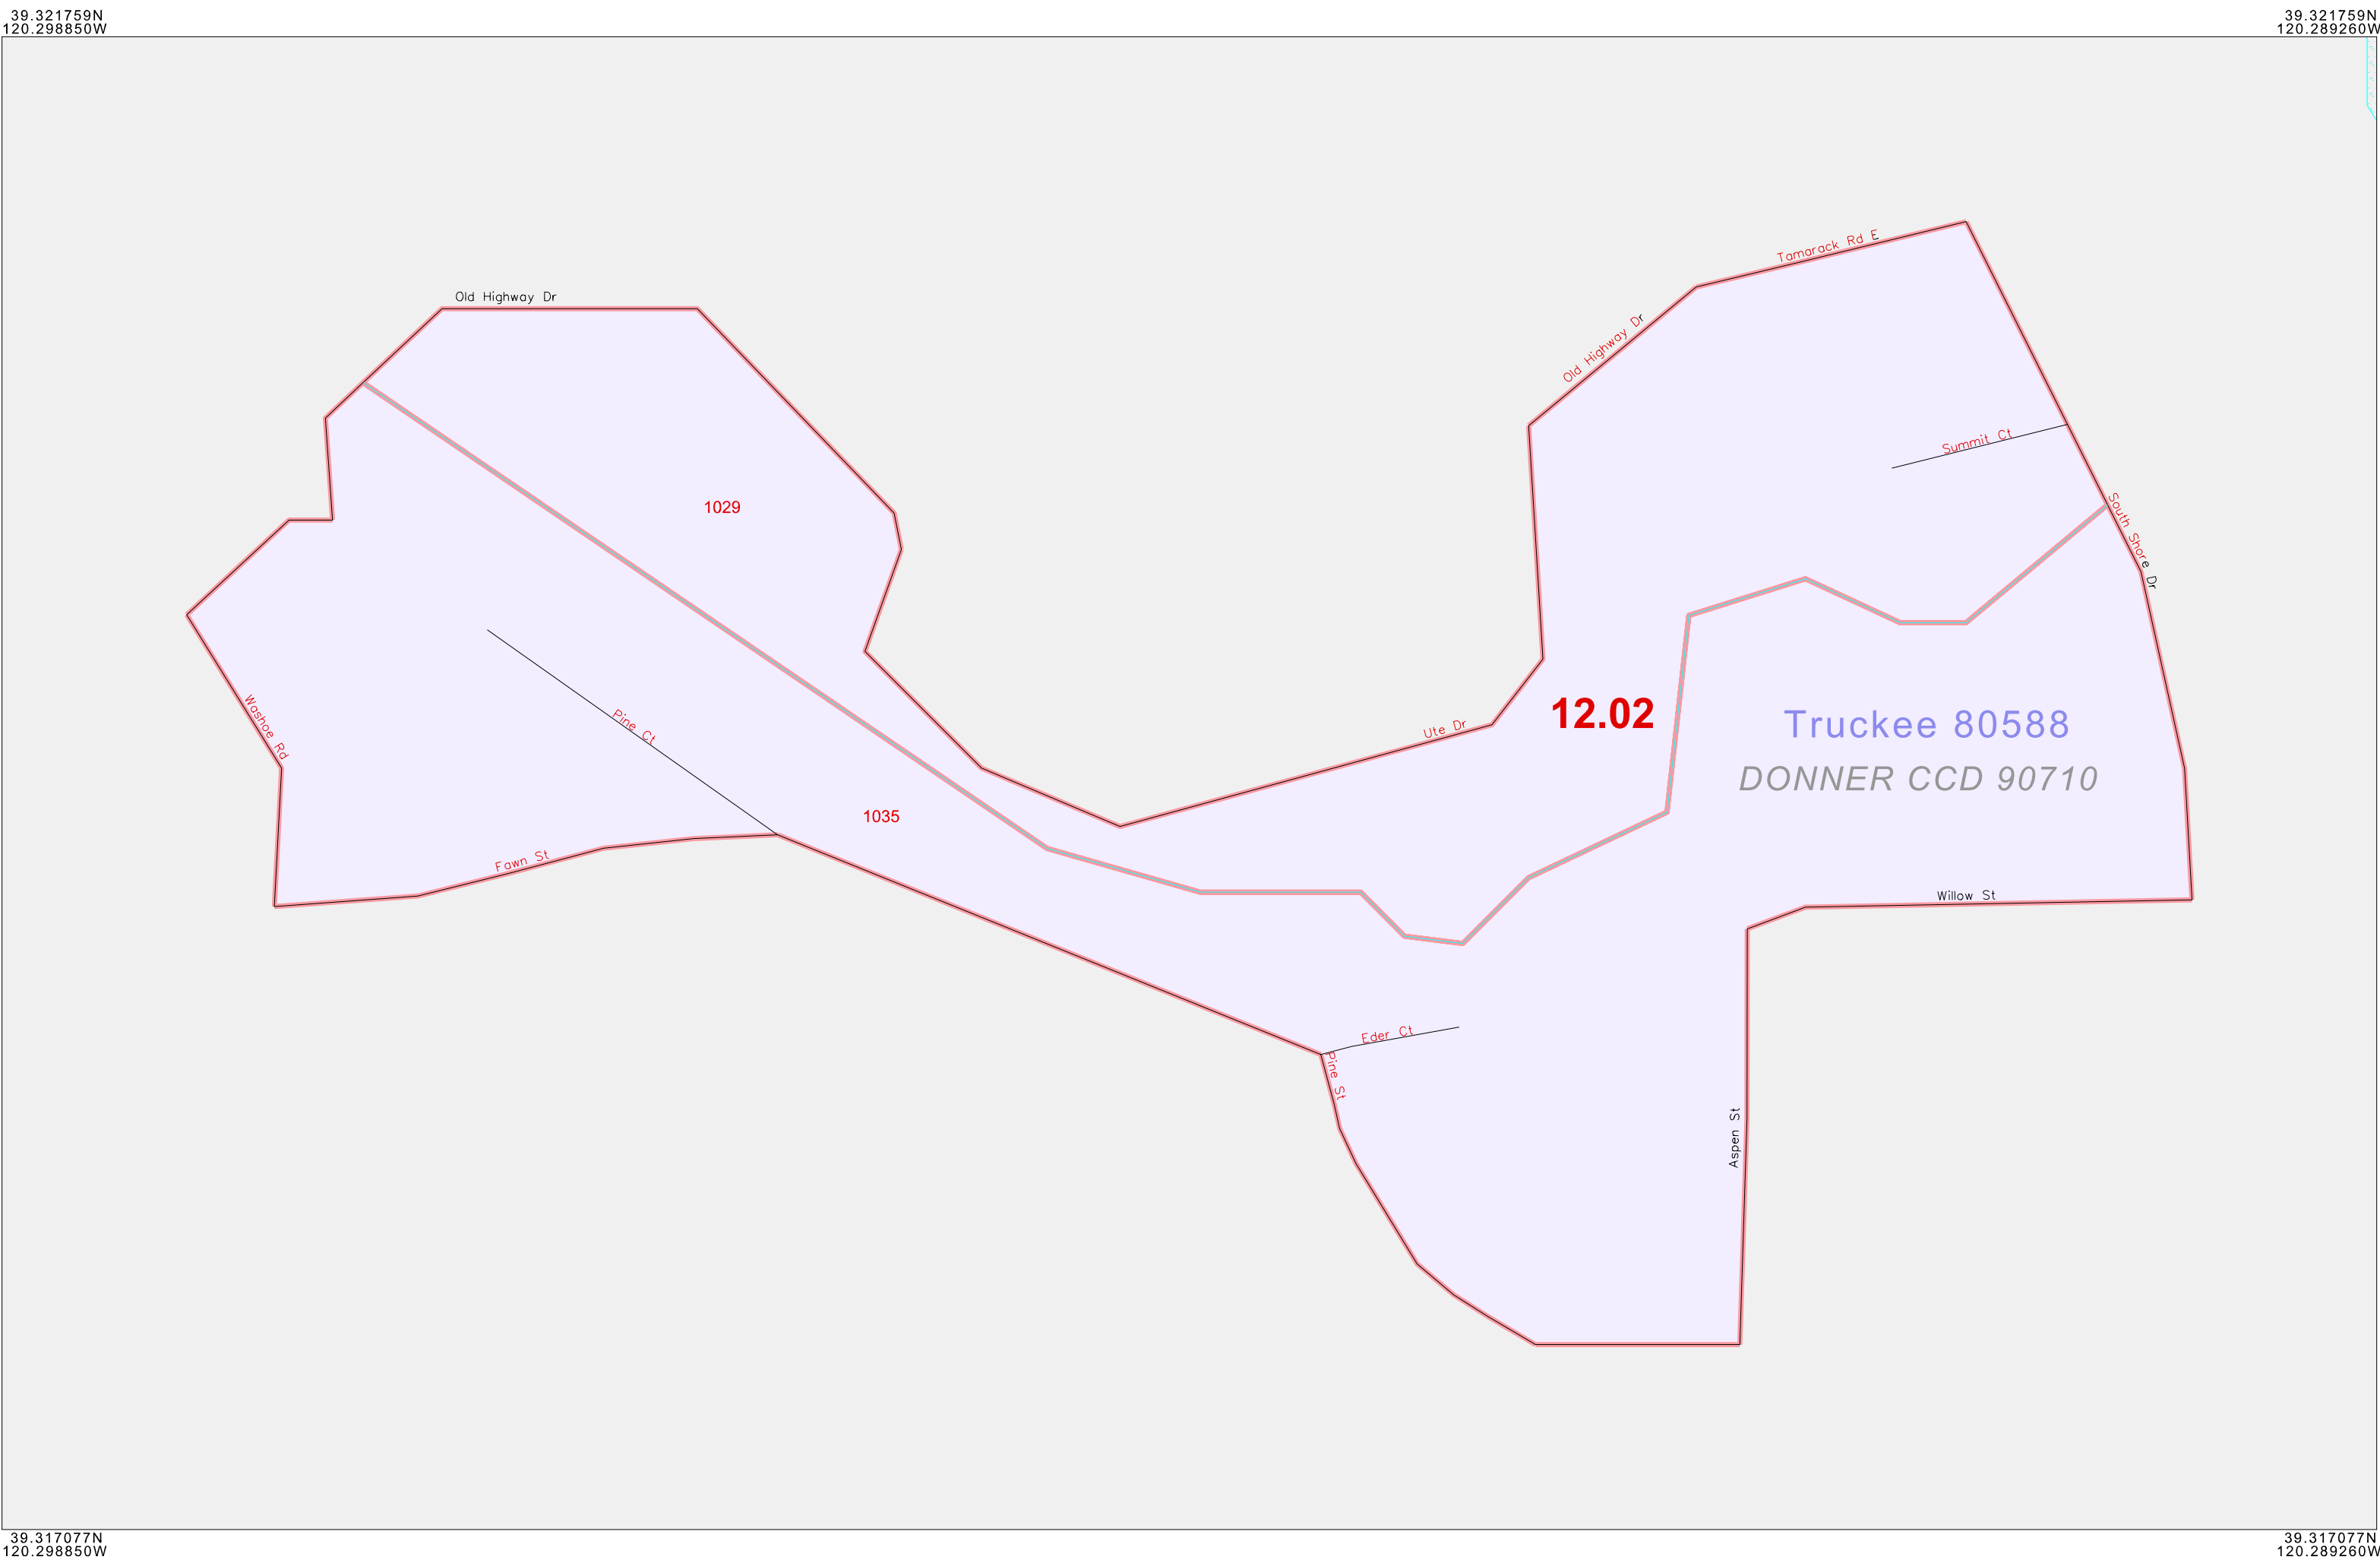 39.321759N
120.298850W
39.321759N
120.289260W
Tamarack Rd E
Old Highway Dr
Old Highway Dr
Summit Ct
South Shore Dr
1029
Washoe Rd
Pine Ct
Ute Dr
12.02
Truckee 80588
DONNER CCD 90710
1035
Fawn St
Willow St
Eder Ct
Pine St
Aspen St
39.317077N
120.298850W
39.317077N
120.289260W